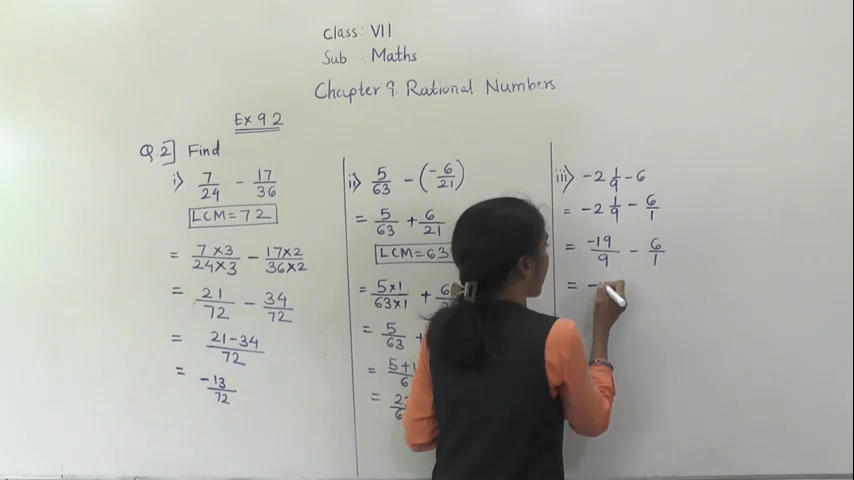 Class: VII
Sub : Maths
Chapter 9. Rational Numbers
Ex 9.2
Q.2] Find
i) 7/24 - 17/36
LCM = 72
= 7×3/24×3 - 17×2/36×2
= 21/72 - 34/72
= 21-34/72
= -13/72
ii) 5/63 - (-6/21)
= 5/63 + 6/21
LCM = 63
= 5×1/63×1 + 6
= 5/63 +
= 5+1
= 2
iii) -2 1/9 - 6
= -2 1/9 - 6/1
= -19/9 - 6/1
= -